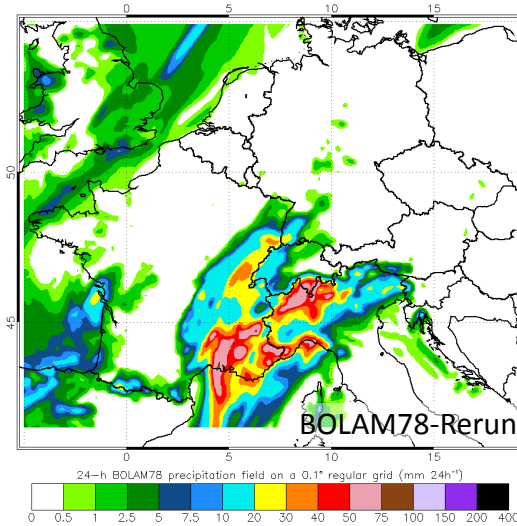 0 5 10 15
50
45
BOLAM78-Rerun
0 5 10 15
24-h BOLAM78 precipitation field on a 0.1° regular grid (mm 24h⁻¹)
0.5 1 2.5 5 7.5 10 20 30 40 50 75 100 150 200 400